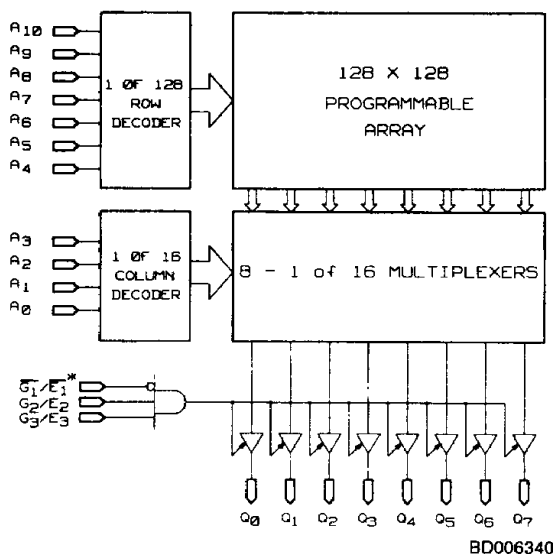 A10
A9
A8
A7
A6
A5
A4
1 0F 128
ROW
DECODER
128 X 128
PROGRAMMABLE
ARRAY
A3
A2
A1
A0
1 0F 16
COLUMN
DECODER
8 - 1 of 16 MULTIPLEXERS
G1/E1*
G2/E2
G3/E3
Q0 Q1 Q2 Q3 Q4 Q5 Q6 Q7
BD006340